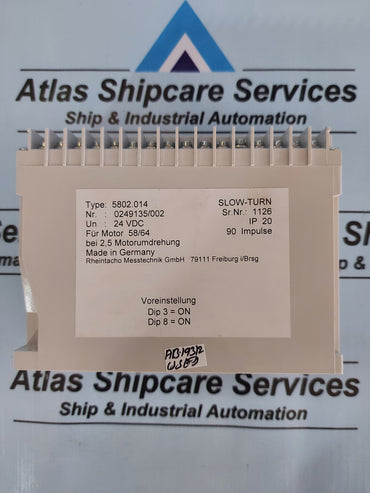 Atlas Shipcare Services
Ship & Industrial Automation
Type: 5802.014 SLOW-TURN
Nr. : 0249135/002 Sr.Nr.: 1126
Un : 24 VDC IP 20
Für Motor 58/64 90 Impulse
bei 2,5 Motorumdrehung
Made in Germany
Rheintacho Messtechnik GmbH 79111 Freiburg i/Brsg
Voreinstellung
Dip 3 = ON
Dip 8 = ON
USED
Atlas Shipcare Services
Ship & Industrial Automation